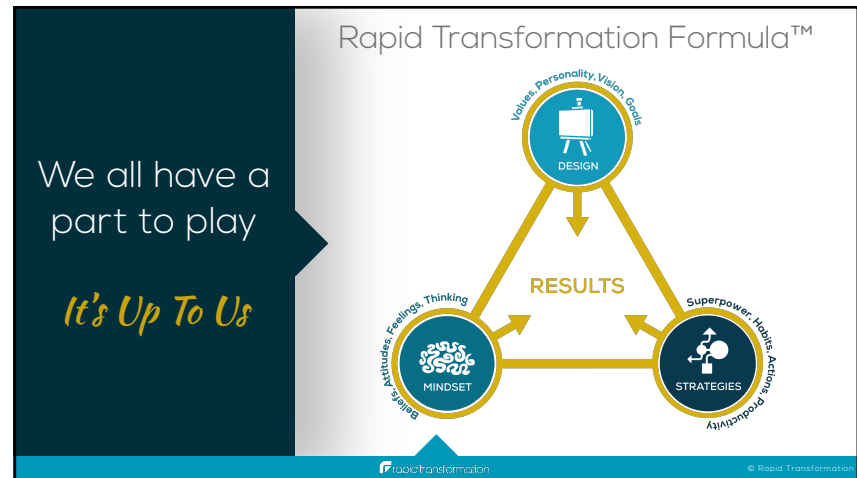 Rapid Transformation Formula™
We all have a
part to play
It's Up To Us
Values, Personality, Vision, Goals
DESIGN
RESULTS
Beliefs, Attitudes, Feelings, Thinking
MINDSET
Superpower, Habits, Actions, Productivity
STRATEGIES
rapidtransformation
© Rapid Transformation